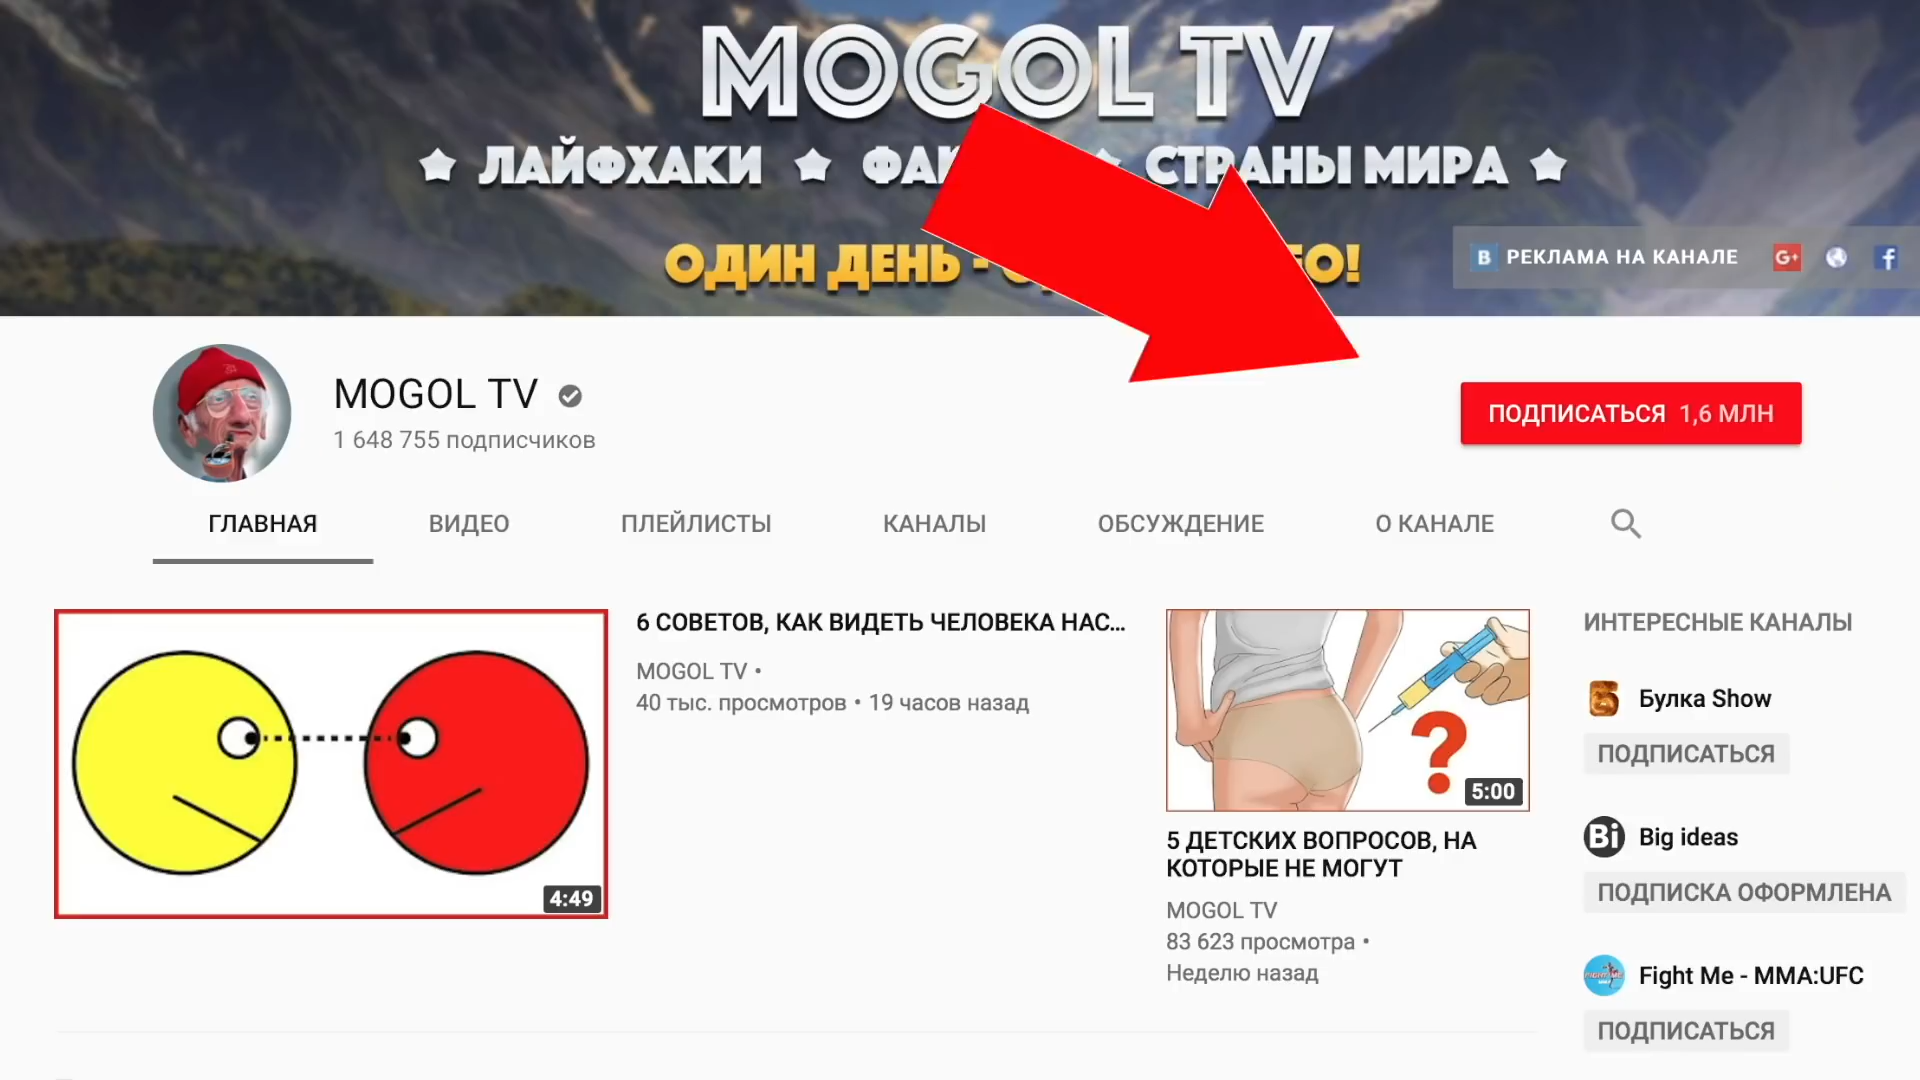 MOGOL TV
ЛАЙФХАКИ СТРАНЫ МИРА
ОДИН ДЕНЬ -
В РЕКЛАМА НА КАНАЛЕ G+ f
MOGOL TV
1 648 755 подписчиков
ПОДПИСАТЬСЯ 1,6 МЛН
ГЛАВНАЯ ВИДЕО ПЛЕЙЛИСТЫ КАНАЛЫ ОБСУЖДЕНИЕ О КАНАЛЕ
4:49
6 СОВЕТОВ, КАК ВИДЕТЬ ЧЕЛОВЕКА НАС...
MOGOL TV •
40 тыс. просмотров • 19 часов назад
?
5:00
5 ДЕТСКИХ ВОПРОСОВ, НА
КОТОРЫЕ НЕ МОГУТ
MOGOL TV
83 623 просмотра •
Неделю назад
ИНТЕРЕСНЫЕ КАНАЛЫ
Булка Show
ПОДПИСАТЬСЯ
Bi Big ideas
ПОДПИСКА ОФОРМЛЕНА
Fight Me - MMA:UFC
ПОДПИСАТЬСЯ